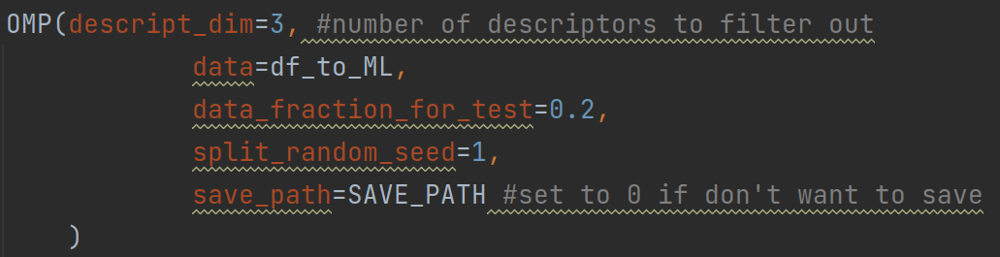 OMP(descript_dim=3, #number of descriptors to filter out
data=df_to_ML,
data_fraction_for_test=0.2,
split_random_seed=1,
save_path=SAVE_PATH #set to 0 if don't want to save
)